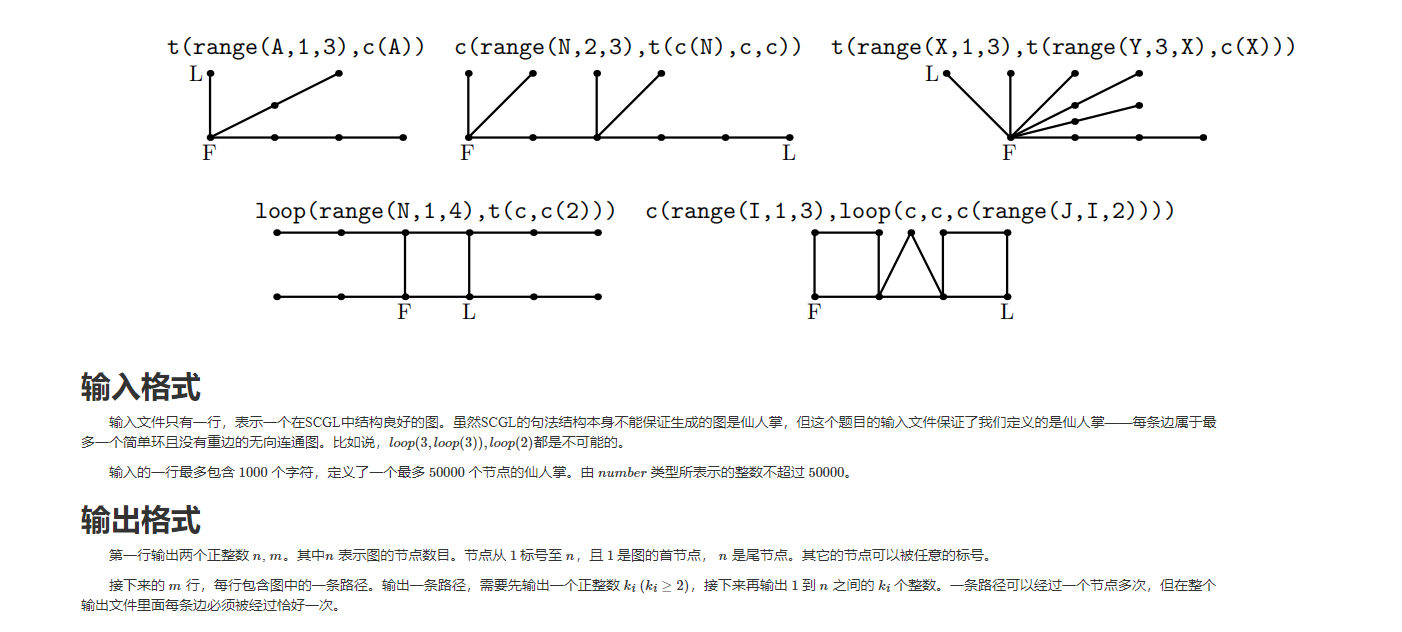 t(range(A,1,3),c(A)) c(range(N,2,3),t(c(N),c,c)) t(range(X,1,3),t(range(Y,3,X),c(X)))
L L
F F L F
loop(range(N,1,4),t(c,c(2))) c(range(I,1,3),loop(c,c,c(range(J,I,2))))
F L F L
输入格式
输入文件只有一行，表示一个在SCGL中结构良好的图。虽然SCGL的句法结构本身不能保证生成的图是仙人掌，但这个题目的输入文件保证了我们定义的是仙人掌——每条边属于最
多一个简单环且没有重边的无向连通图。比如说，loop(3,loop(3)),loop(2)都是不可能的。
输入的一行最多包含 1000 个字符，定义了一个最多 50000 个节点的仙人掌。由 number 类型所表示的整数不超过 50000。
输出格式
第一行输出两个正整数 n, m。其中n 表示图的节点数目。节点从 1 标号至 n，且 1 是图的首节点， n 是尾节点。其它的节点可以被任意的标号。
接下来的 m 行，每行包含图中的一条路径。输出一条路径，需要先输出一个正整数 ki (ki ≥ 2)，接下来再输出 1 到 n 之间的 ki 个整数。一条路径可以经过一个节点多次，但在整个
输出文件里面每条边必须被经过恰好一次。